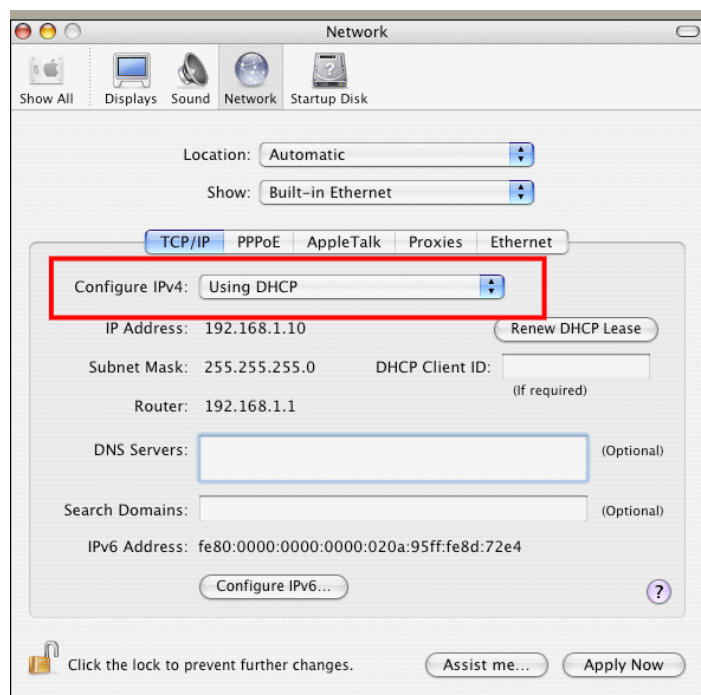 Network
Show All Displays Sound Network Startup Disk
Location: Automatic
Show: Built-in Ethernet
TCP/IP PPPoE AppleTalk Proxies Ethernet
Configure IPv4: Using DHCP
IP Address: 192.168.1.10 Renew DHCP Lease
Subnet Mask: 255.255.255.0 DHCP Client ID:
(If required)
Router: 192.168.1.1
DNS Servers: (Optional)
Search Domains: (Optional)
IPv6 Address: fe80:0000:0000:0000:020a:95ff:fe8d:72e4
Configure IPv6... ?
Click the lock to prevent further changes. Assist me... Apply Now